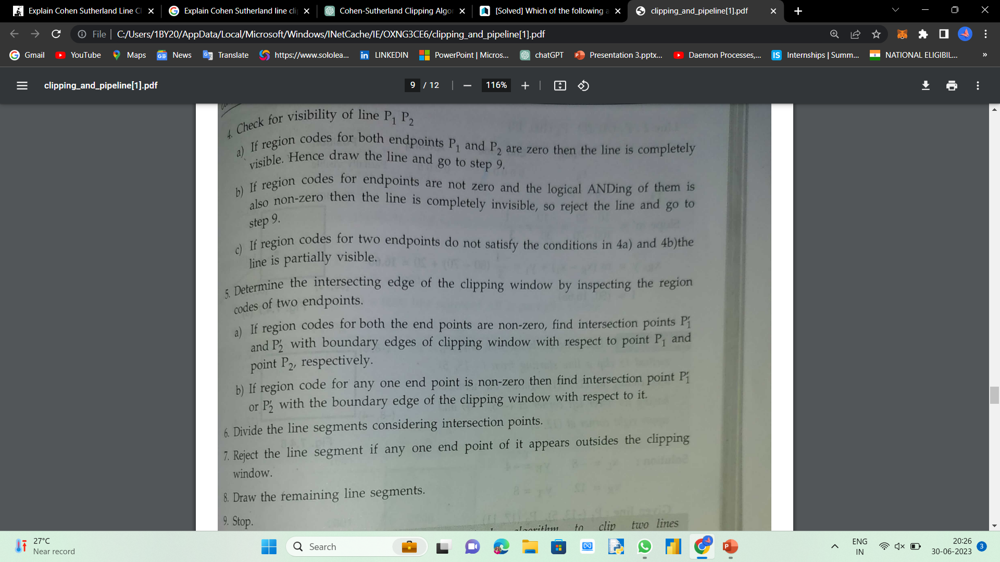 Explain Cohen Sutherland Line Cl
Explain Cohen Sutherland line cli
Cohen-Sutherland Clipping Algo
[Solved] Which of the following a
clipping_and_pipeline[1].pdf
File | C:/Users/1BY20/AppData/Local/Microsoft/Windows/INetCache/IE/OXNG3CE6/clipping_and_pipeline[1].pdf
Gmail YouTube Maps News Translate https://www.sololea... LINKEDIN PowerPoint | Micros... chatGPT Presentation 3.pptx... Daemon Processes,... Internships | Summ... NATIONAL ELIGIBIL... »
clipping_and_pipeline[1].pdf 9 / 12 116%
4. Check for visibility of line P1 P2
a) If region codes for both endpoints P1 and P2 are zero then the line is completely
visible. Hence draw the line and go to step 9.
b) If region codes for endpoints are not zero and the logical ANDing of them is
also non-zero then the line is completely invisible, so reject the line and go to
step 9.
c) If region codes for two endpoints do not satisfy the conditions in 4a) and 4b)the
line is partially visible.
5. Determine the intersecting edge of the clipping window by inspecting the region
codes of two endpoints.
a) If region codes for both the end points are non-zero, find intersection points P1′
and P2′ with boundary edges of clipping window with respect to point P1 and
point P2, respectively.
b) If region code for any one end point is non-zero then find intersection point P1′
or P2′ with the boundary edge of the clipping window with respect to it.
6. Divide the line segments considering intersection points.
7. Reject the line segment if any one end point of it appears outsides the clipping
window.
8. Draw the remaining line segments.
9. Stop.
algorithm to clip two lines
27°C
Near record
Search
ENG
IN
20:26
30-06-2023
3